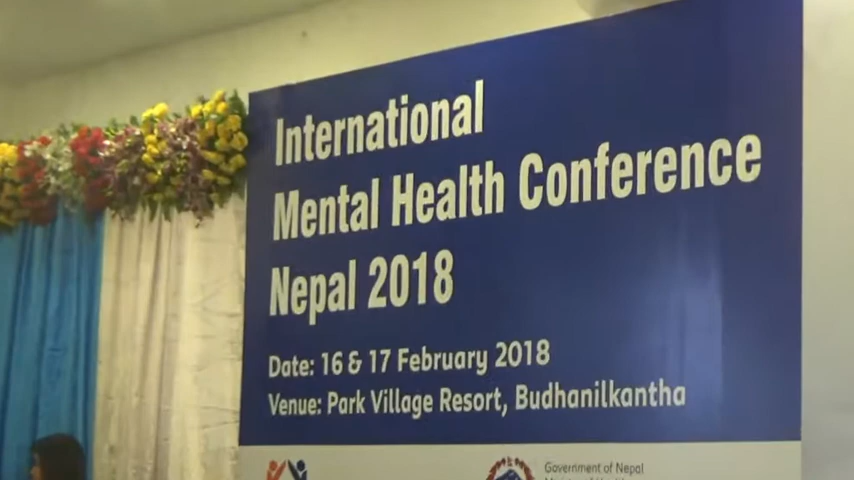 International
Mental Health Conference
Nepal 2018
Date: 16 & 17 February 2018
Venue: Park Village Resort, Budhanilkantha
Government of Nepal